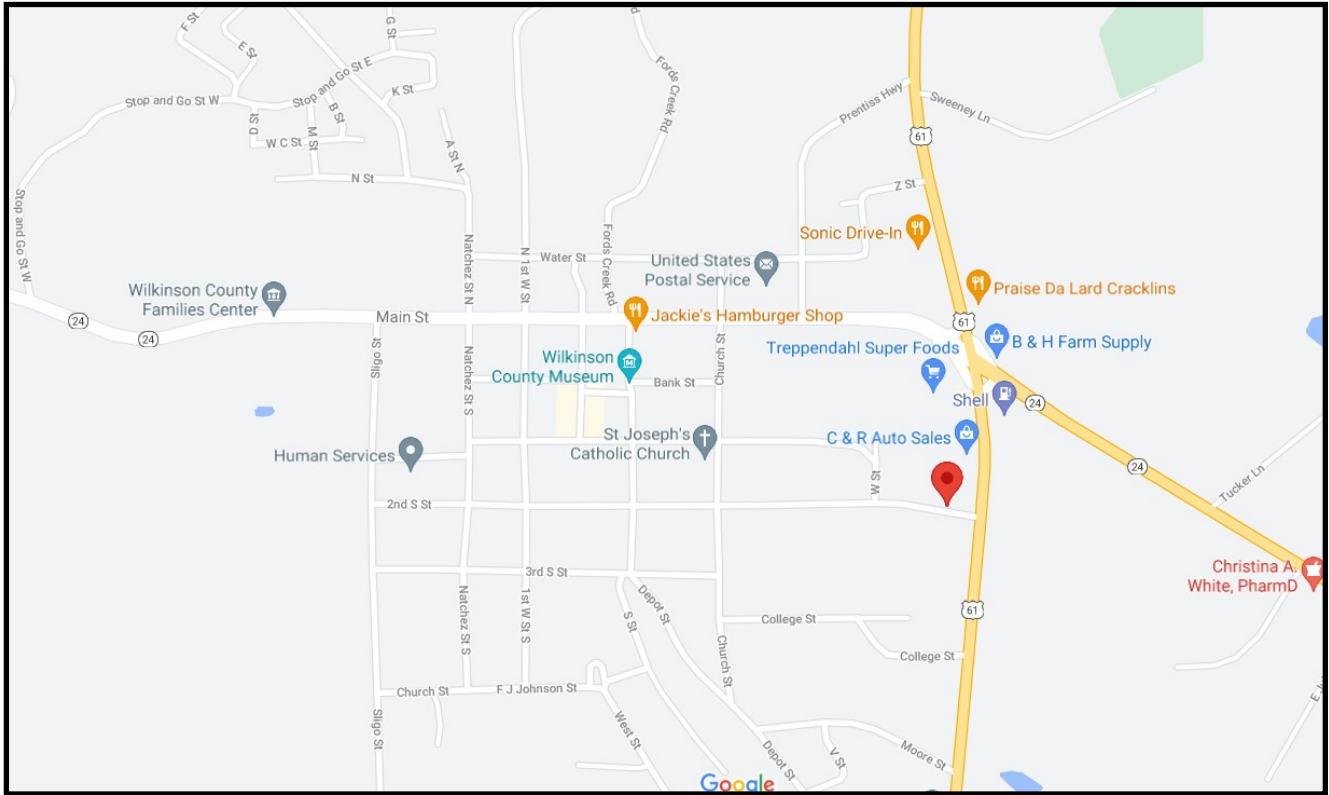 F St
G St
E St
Stop and Go St E
K St
Stop and Go St W
B St
D St
M St
W C St
A St N
N St
Fords Creek Rd
Prentiss Hwy
Sweeney Ln
61
Z St
Stop and Go St W
Natchez St N
N 1st W St
Fords Creek Rd
Water St
Sonic Drive-In
United States
Postal Service
Wilkinson County
Families Center
Praise Da Lard Cracklins
24
24
Main St
Jackie's Hamburger Shop
61
Sligo St
Natchez St S
Wilkinson
County Museum
Bank St
Church St
Treppendahl Super Foods
B & H Farm Supply
Shell
24
St Joseph's
Catholic Church
C & R Auto Sales
Human Services
W St
24
Tucker Ln
2nd S St
3rd S St
Christina A.
White, PharmD
Natchez St S
1st W St S
S St
Depot St
College St
61
College St
Church St
Church St
F J Johnson St
Sligo St
West St
Depot St
V St
Moore St
Google